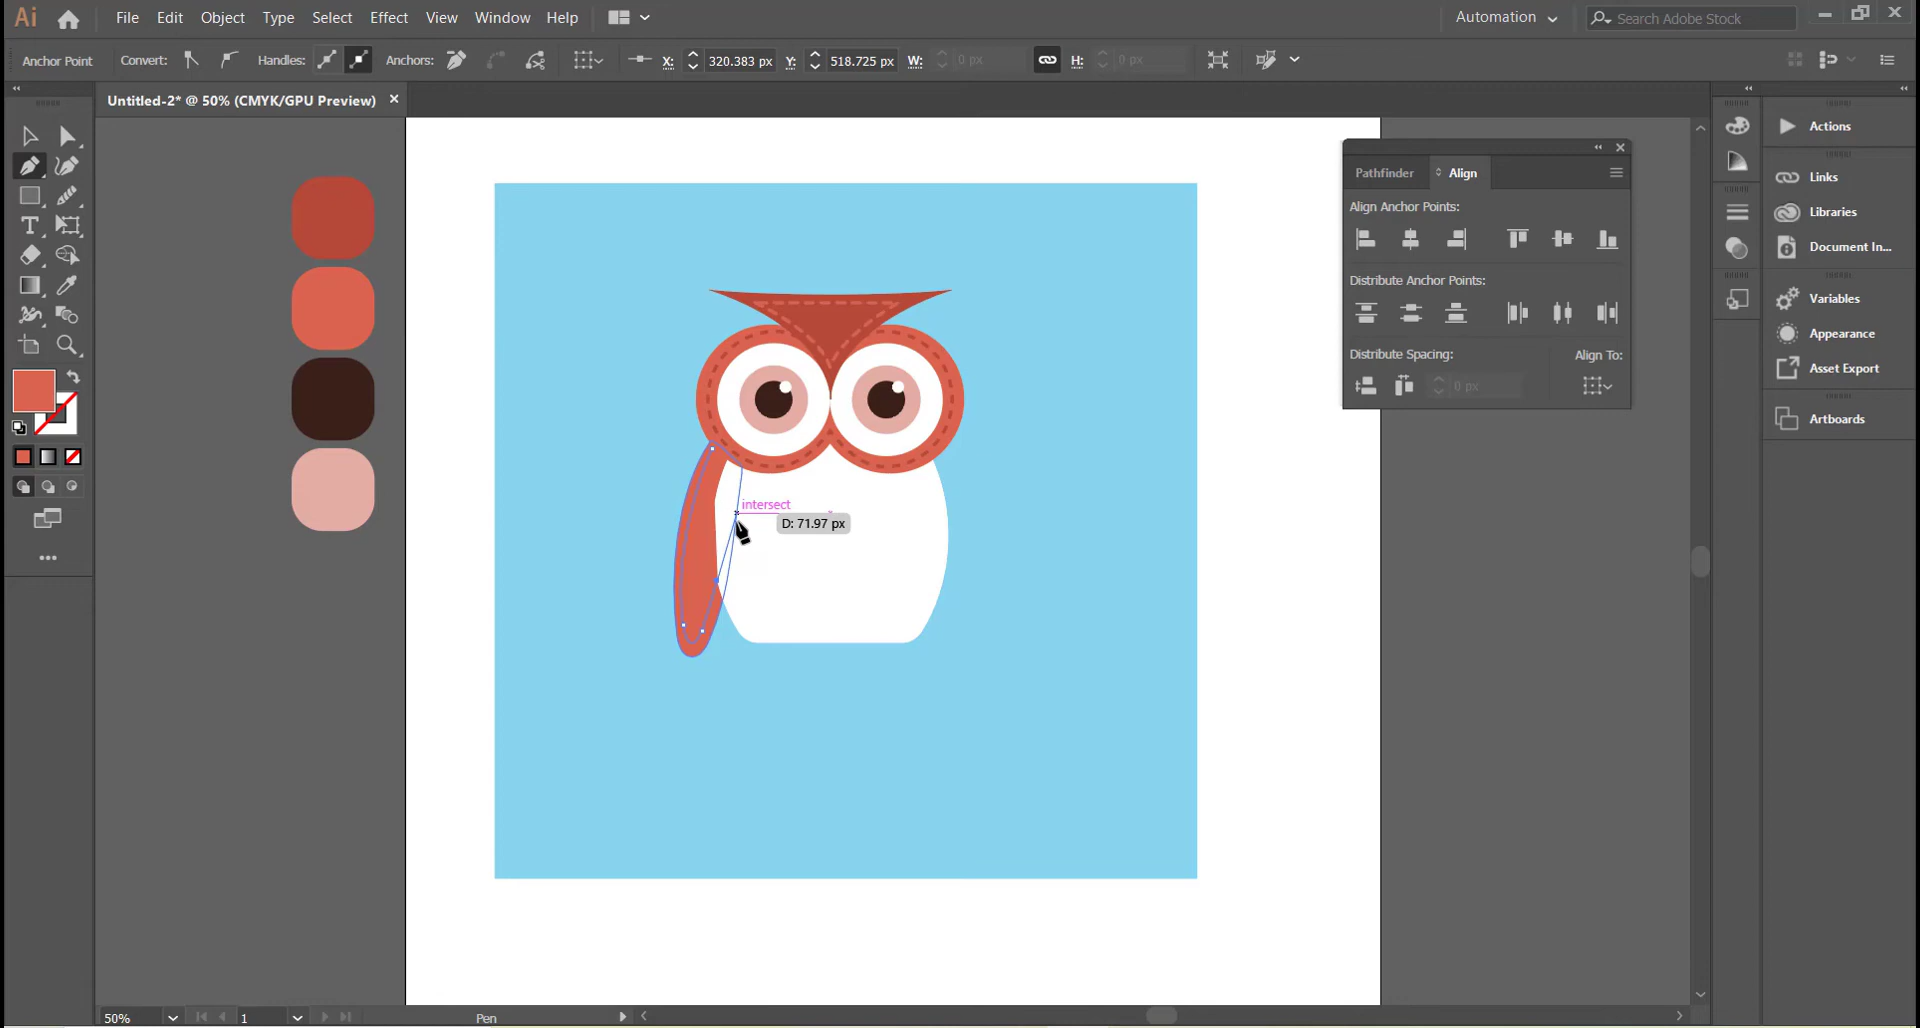 Ai File Edit Object Type Select Effect View Window Help Automation Search Adobe Stock
Anchor Point Convert: Handles: Anchors: X: 320.383 px Y: 518.725 px W: 0 px H: 0 px
Untitled-2* @ 50% (CMYK/GPU Preview)
Actions
Pathfinder Align
Links
Align Anchor Points:
Libraries
Document In...
Distribute Anchor Points:
Variables
Appearance
Distribute Spacing: Align To:
Asset Export
0 px
Artboards
intersect
D: 71.97 px
50% 1 Pen